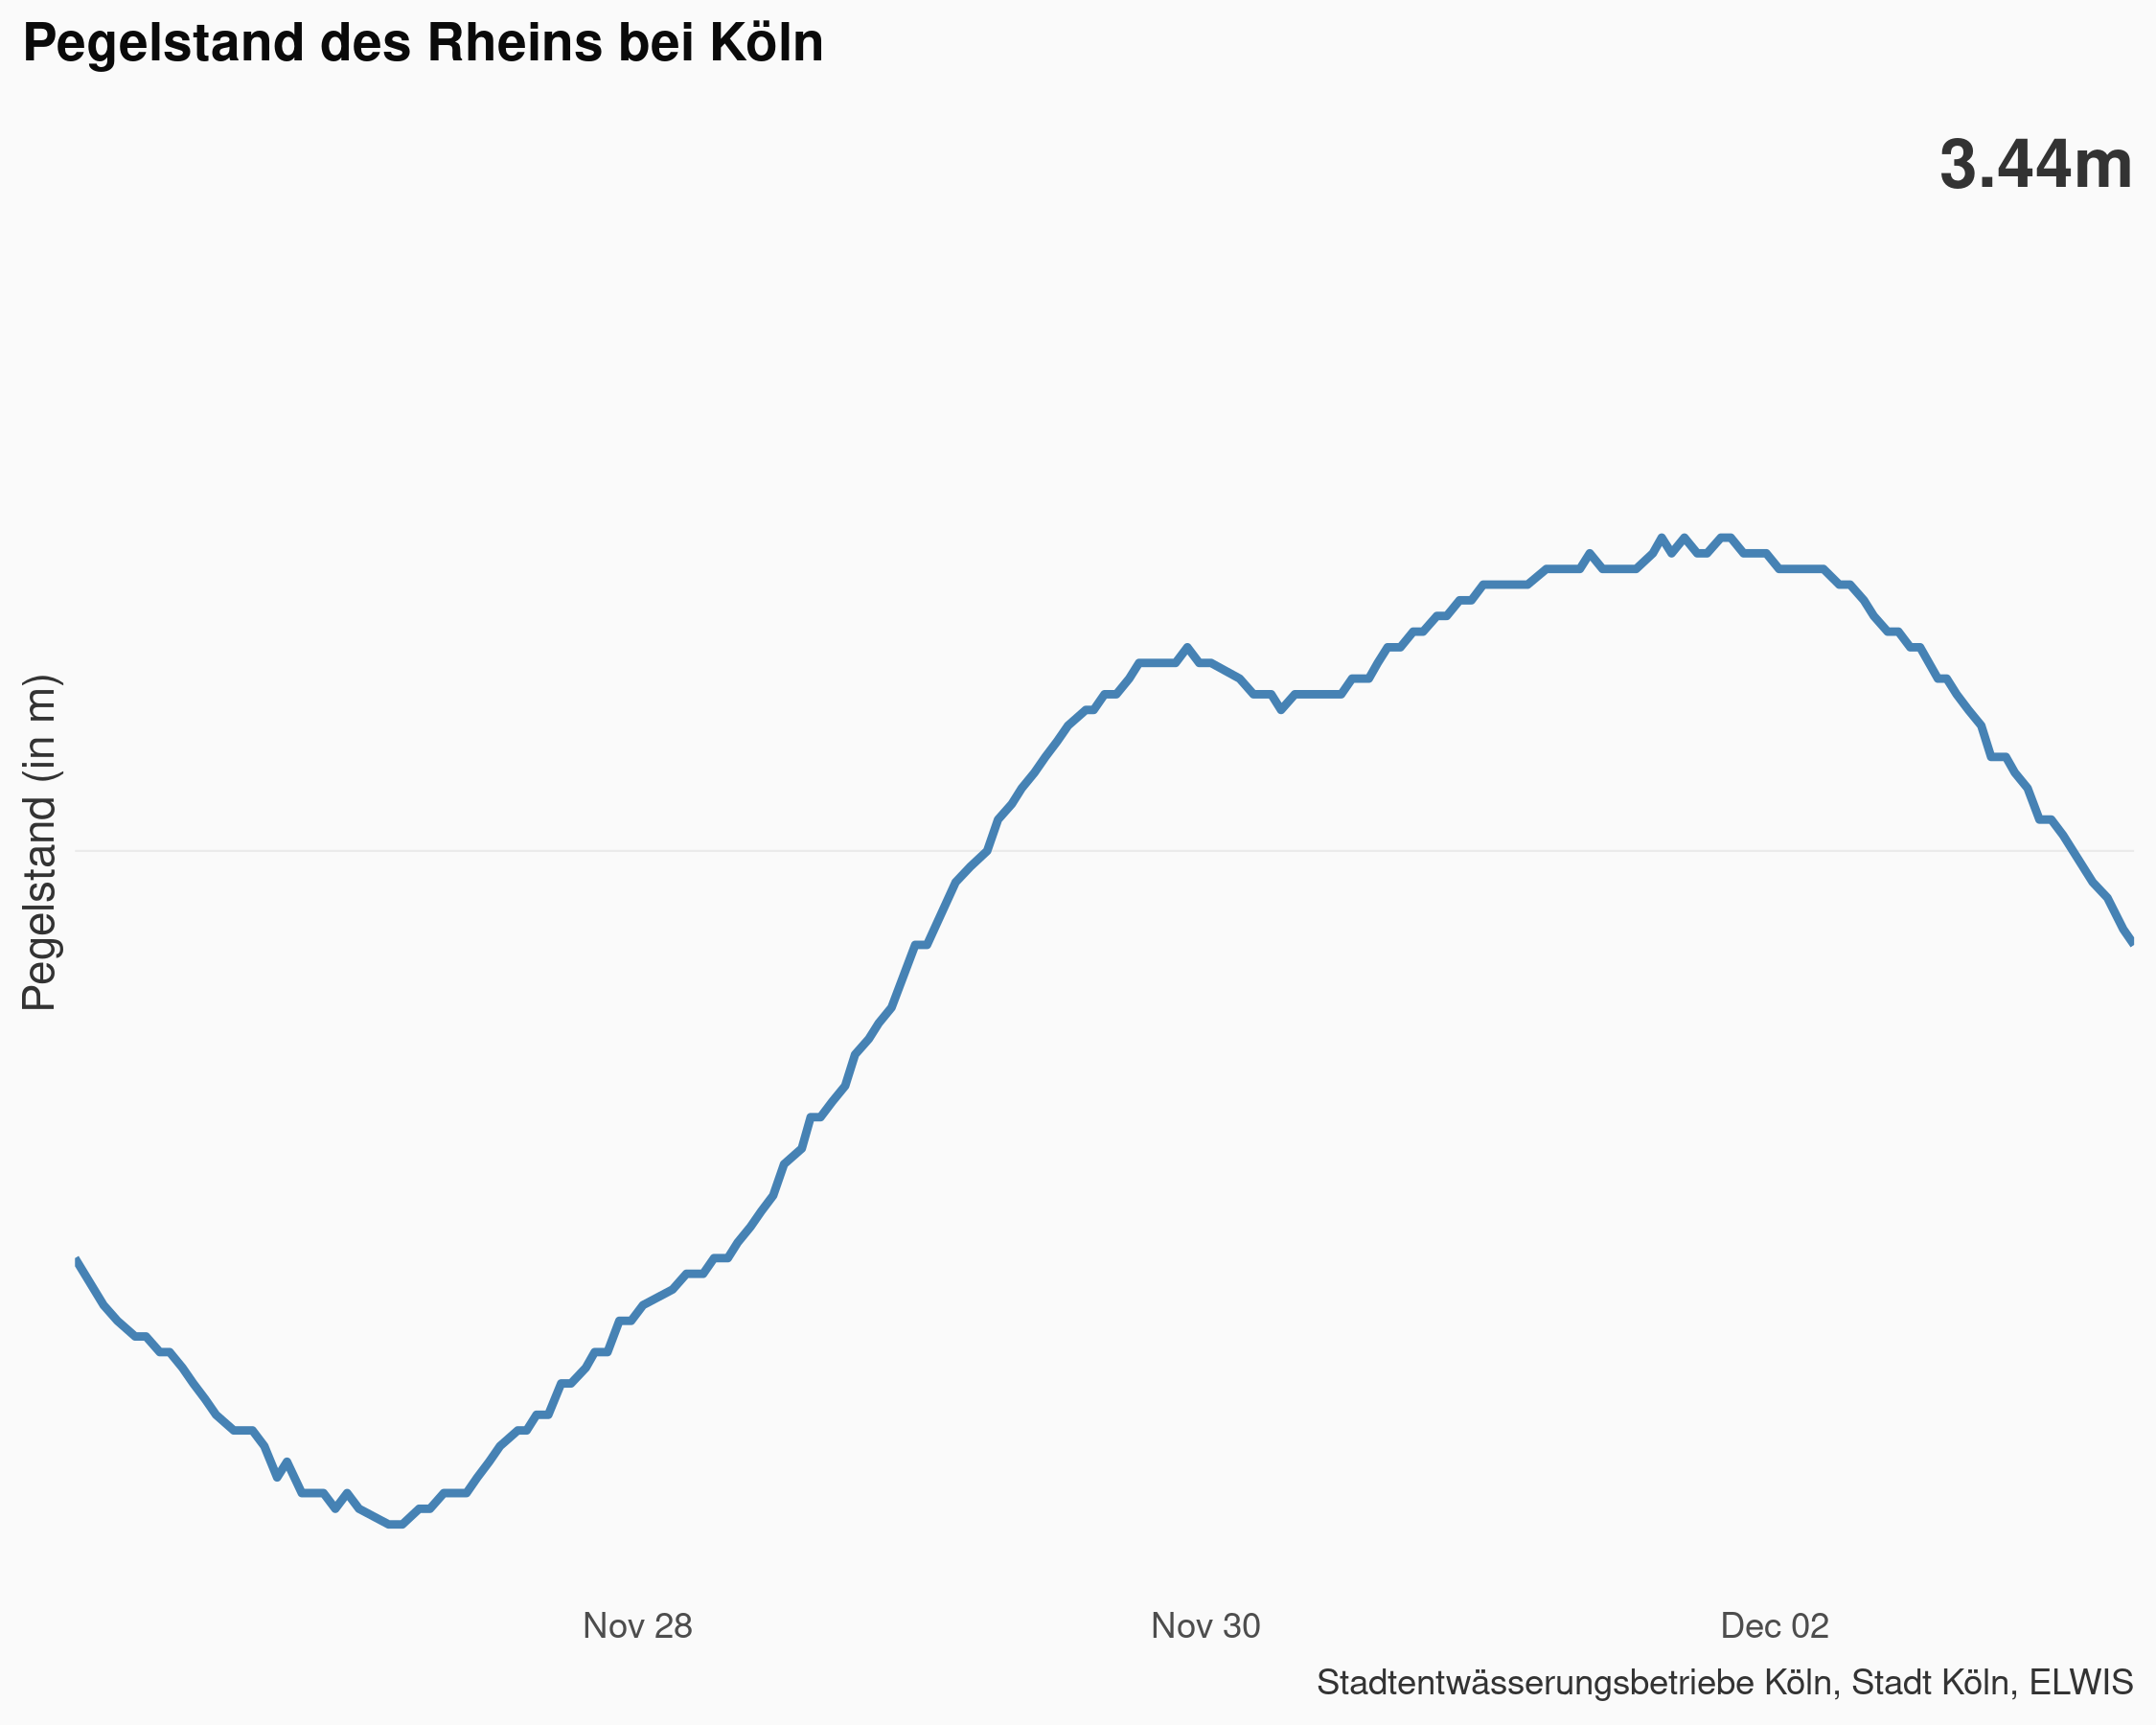 Pegelstand des Rheins bei Köln
3.44m
Pegelstand (in m)
Nov 28
Nov 30
Dec 02
Stadtentwässerungsbetriebe Köln, Stadt Köln, ELWIS